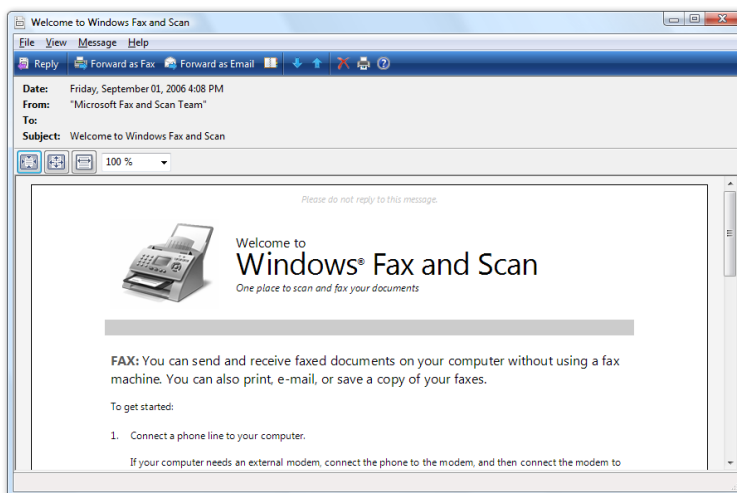 Welcome to Windows Fax and Scan
File View Message Help
Reply Forward as Fax Forward as Email
Date: Friday, September 01, 2006 4:08 PM
From: "Microsoft Fax and Scan Team"
To:
Subject: Welcome to Windows Fax and Scan
100 %
Please do not reply to this message.
Welcome to
Windows® Fax and Scan
One place to scan and fax your documents
FAX: You can send and receive faxed documents on your computer without using a fax
machine. You can also print, e-mail, or save a copy of your faxes.
To get started:
1. Connect a phone line to your computer.
If your computer needs an external modem, connect the phone to the modem, and then connect the modem to